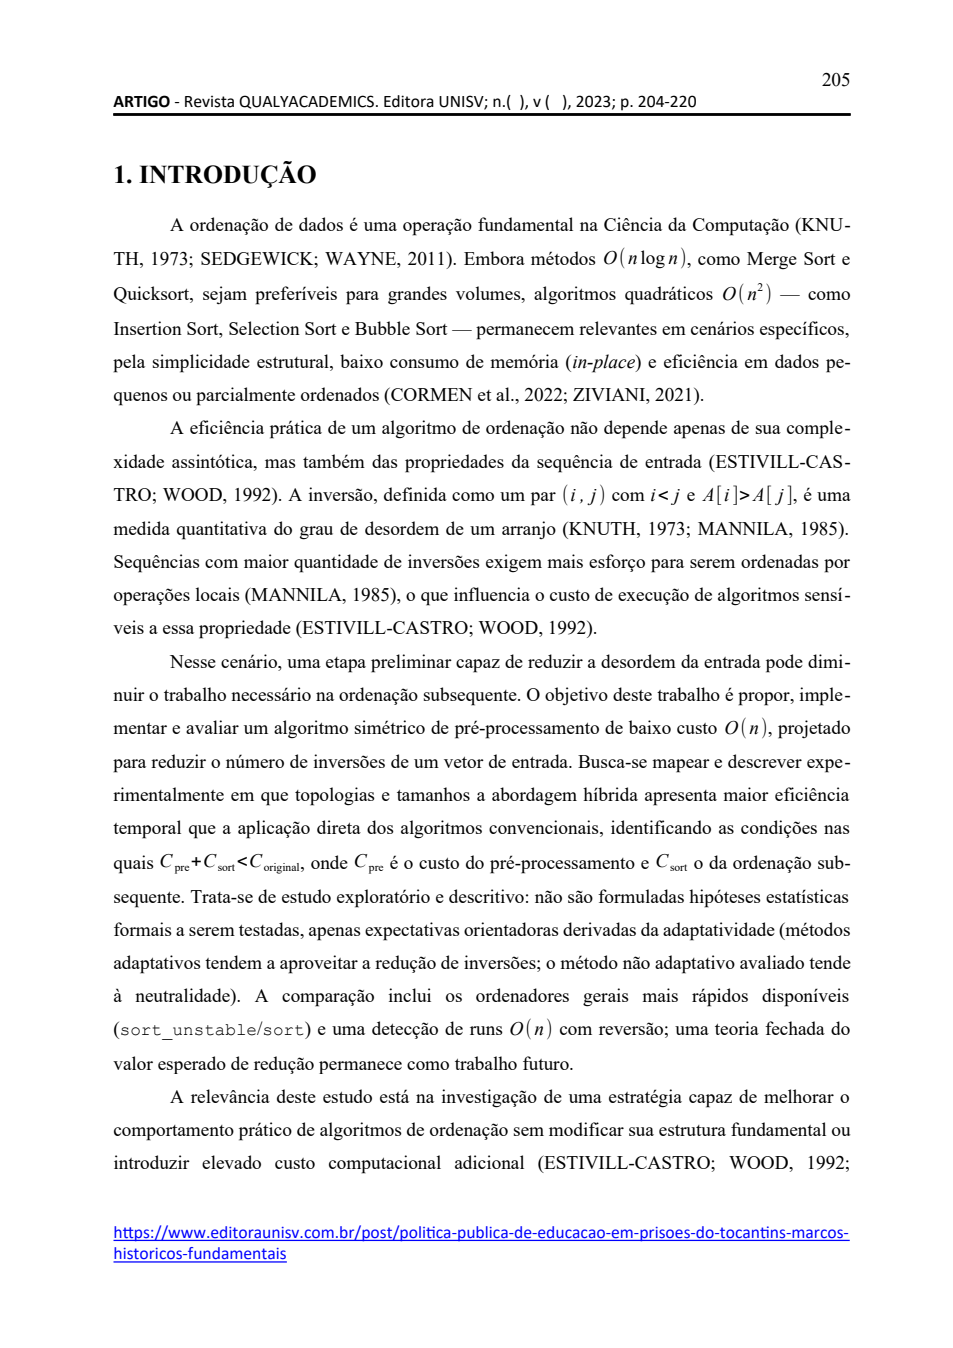 205
ARTIGO - Revista QUALYACADEMICS. Editora UNISV; n.( ), v ( ), 2023; p. 204-220
1. INTRODUÇÃO
A ordenação de dados é uma operação fundamental na Ciência da Computação (KNU-
TH, 1973; SEDGEWICK; WAYNE, 2011). Embora métodos O(n log n), como Merge Sort e
Quicksort, sejam preferíveis para grandes volumes, algoritmos quadráticos O(n²) — como
Insertion Sort, Selection Sort e Bubble Sort — permanecem relevantes em cenários específicos,
pela simplicidade estrutural, baixo consumo de memória (in-place) e eficiência em dados pe-
quenos ou parcialmente ordenados (CORMEN et al., 2022; ZIVIANI, 2021).
A eficiência prática de um algoritmo de ordenação não depende apenas de sua comple-
xidade assintótica, mas também das propriedades da sequência de entrada (ESTIVILL-CAS-
TRO; WOOD, 1992). A inversão, definida como um par (i, j) com i< j e A[i]>A[j], é uma
medida quantitativa do grau de desordem de um arranjo (KNUTH, 1973; MANNILA, 1985).
Sequências com maior quantidade de inversões exigem mais esforço para serem ordenadas por
operações locais (MANNILA, 1985), o que influencia o custo de execução de algoritmos sensí-
veis a essa propriedade (ESTIVILL-CASTRO; WOOD, 1992).
Nesse cenário, uma etapa preliminar capaz de reduzir a desordem da entrada pode dimi-
nuir o trabalho necessário na ordenação subsequente. O objetivo deste trabalho é propor, imple-
mentar e avaliar um algoritmo simétrico de pré-processamento de baixo custo O(n), projetado
para reduzir o número de inversões de um vetor de entrada. Busca-se mapear e descrever expe-
rimentalmente em que topologias e tamanhos a abordagem híbrida apresenta maior eficiência
temporal que a aplicação direta dos algoritmos convencionais, identificando as condições nas
quais C pre+C sort<C original, onde C pre é o custo do pré-processamento e C sort o da ordenação sub-
sequente. Trata-se de estudo exploratório e descritivo: não são formuladas hipóteses estatísticas
formais a serem testadas, apenas expectativas orientadoras derivadas da adaptatividade (métodos
adaptativos tendem a aproveitar a redução de inversões; o método não adaptativo avaliado tende
à neutralidade). A comparação inclui os ordenadores gerais mais rápidos disponíveis
(sort_unstable/sort) e uma detecção de runs O(n) com reversão; uma teoria fechada do
valor esperado de redução permanece como trabalho futuro.
A relevância deste estudo está na investigação de uma estratégia capaz de melhorar o
comportamento prático de algoritmos de ordenação sem modificar sua estrutura fundamental ou
introduzir elevado custo computacional adicional (ESTIVILL-CASTRO; WOOD, 1992;
https://www.editoraunisv.com.br/post/politica-publica-de-educacao-em-prisoes-do-tocantins-marcos-
historicos-fundamentais